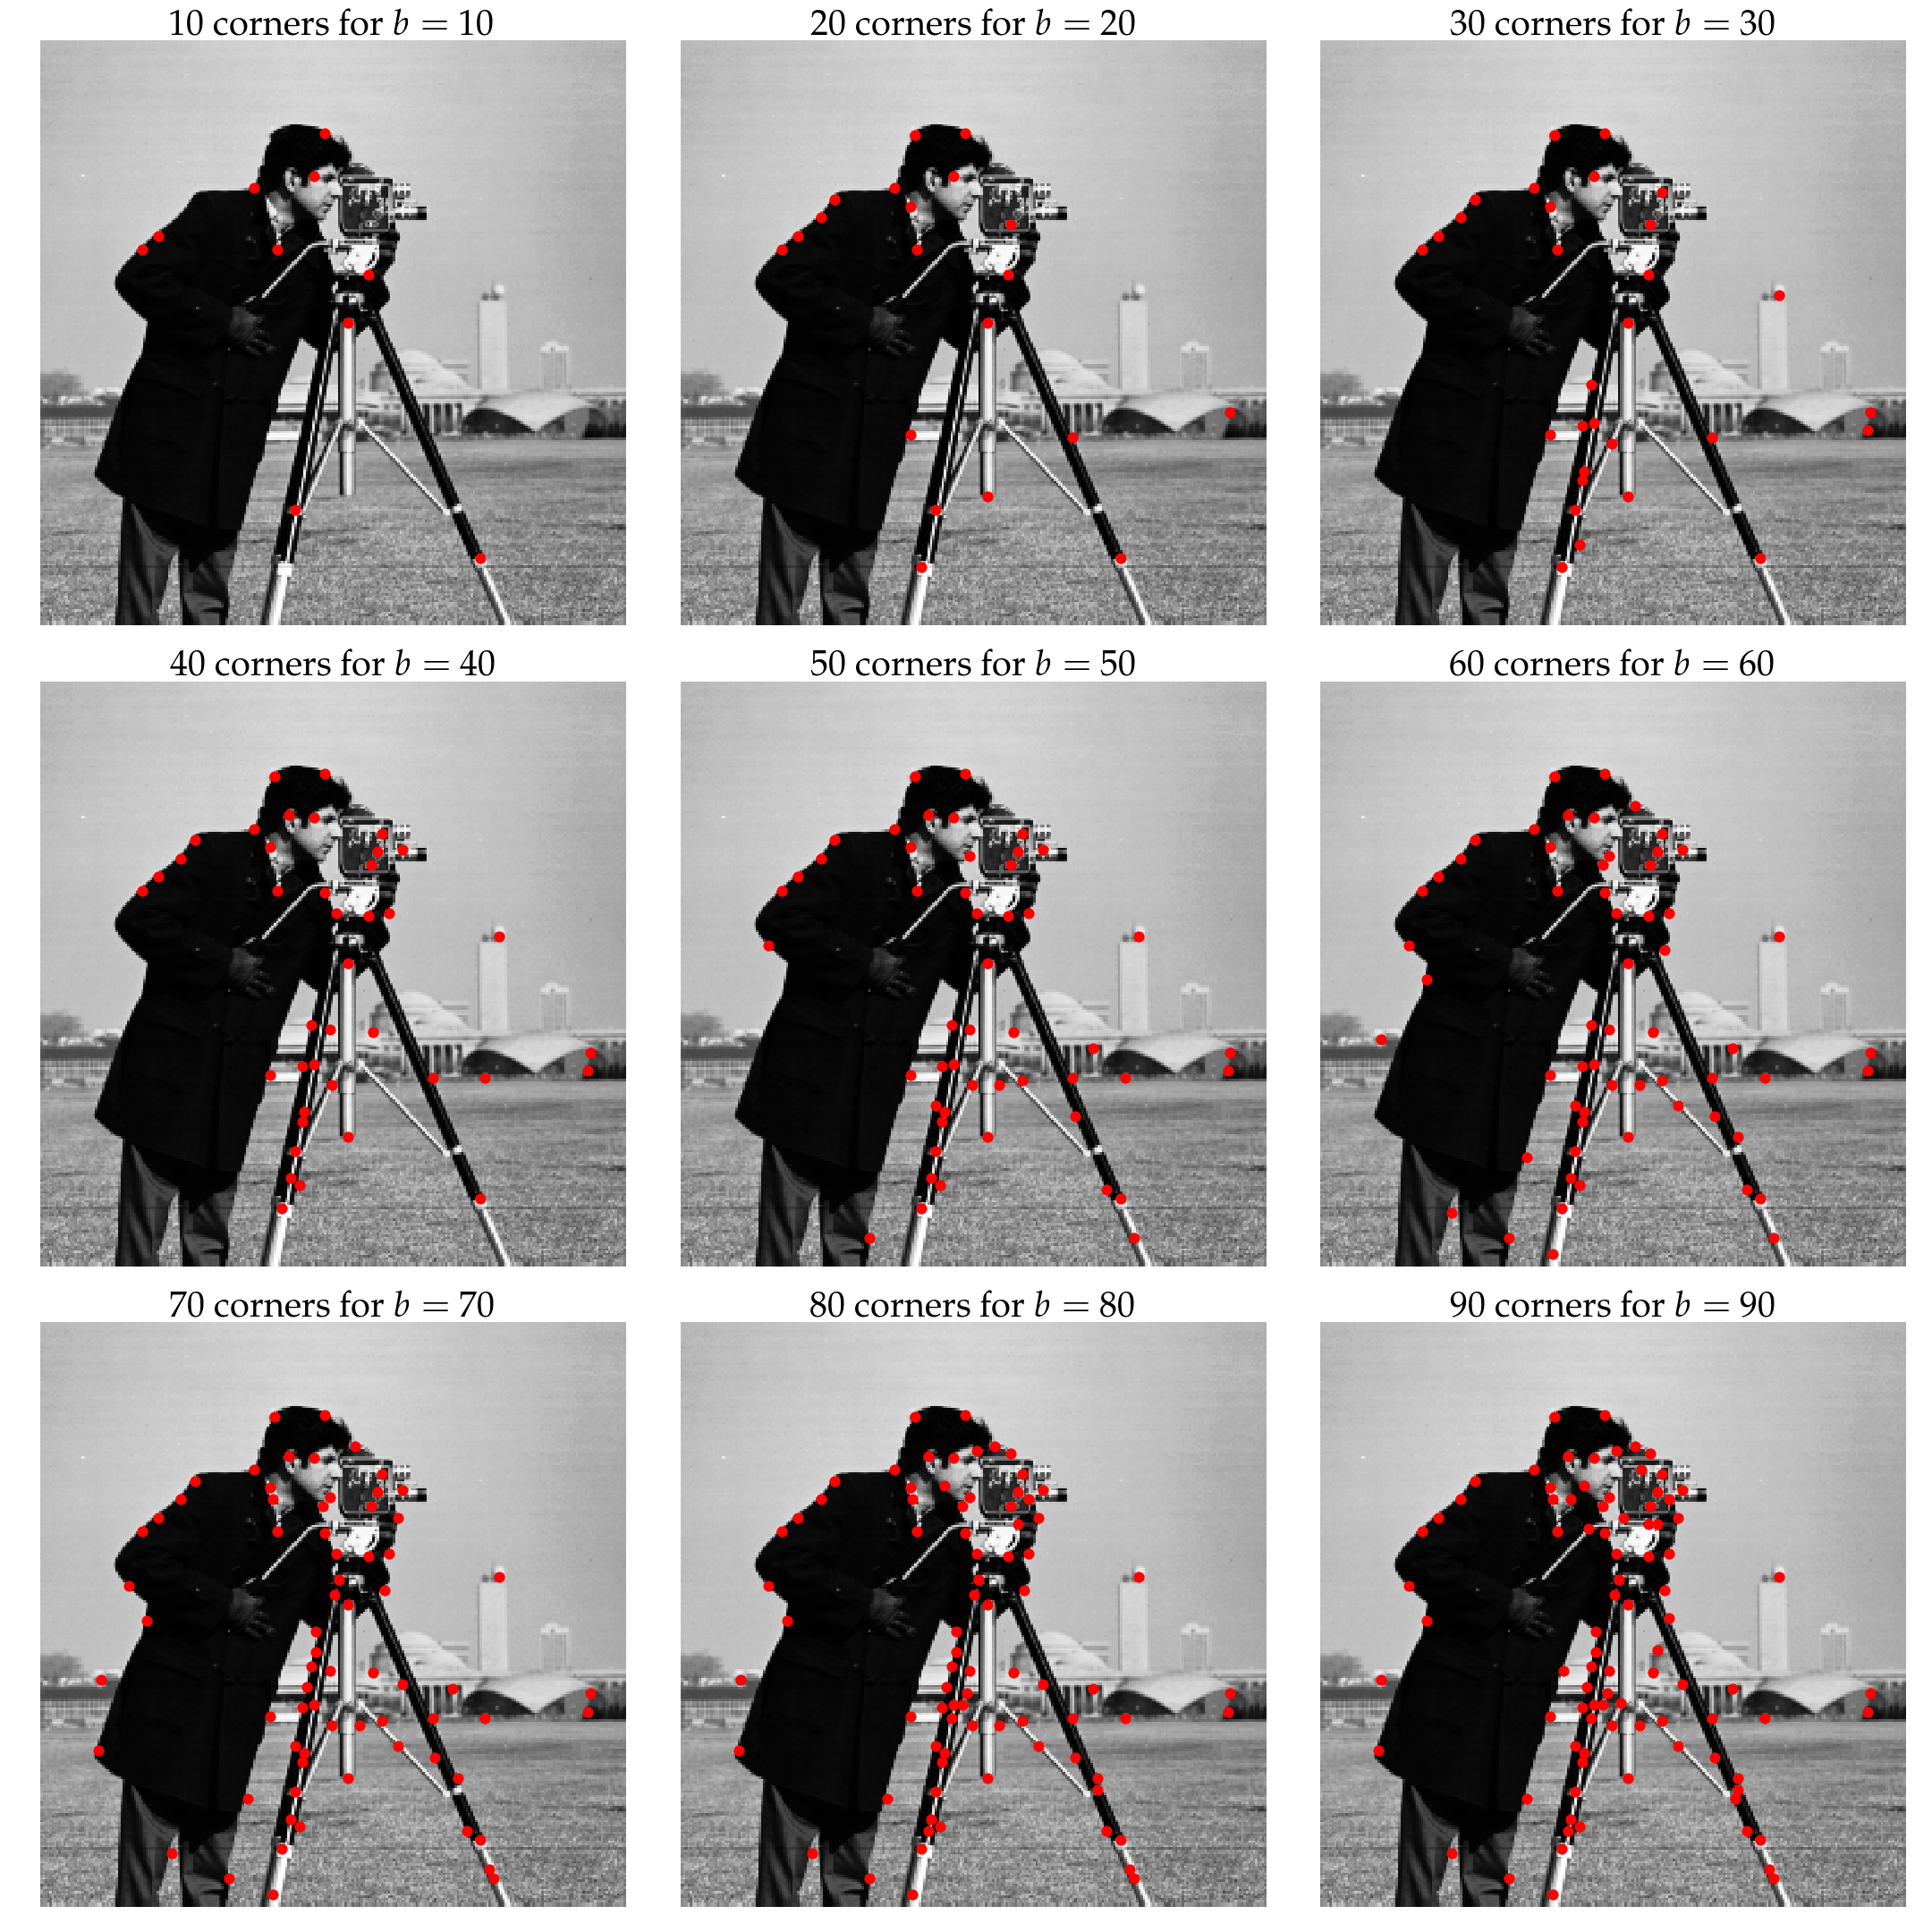 10 corners for b = 10
20 corners for b = 20
30 corners for b = 30
40 corners for b = 40
50 corners for b = 50
60 corners for b = 60
70 corners for b = 70
80 corners for b = 80
90 corners for b = 90